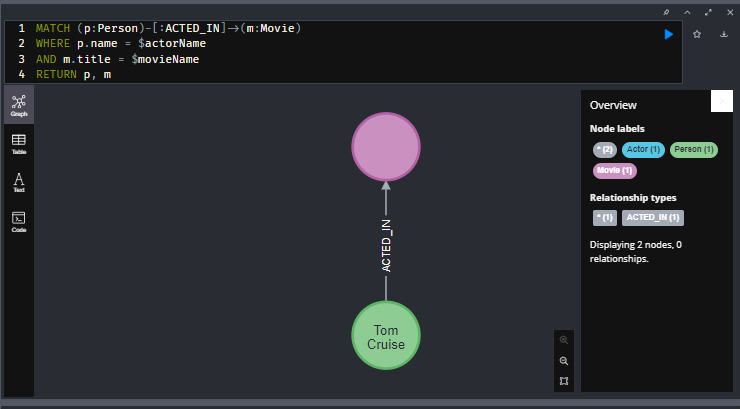 1 MATCH (p:Person)-[:ACTED_IN]→(m:Movie)
2 WHERE p.name = $actorName
3 AND m.title = $movieName
4 RETURN p, m
Graph
Table
Text
Code
ACTED_IN
Tom
Cruise
Overview
Node labels
* (2) Actor (1) Person (1)
Movie (1)
Relationship types
* (1) ACTED_IN (1)
Displaying 2 nodes, 0
relationships.